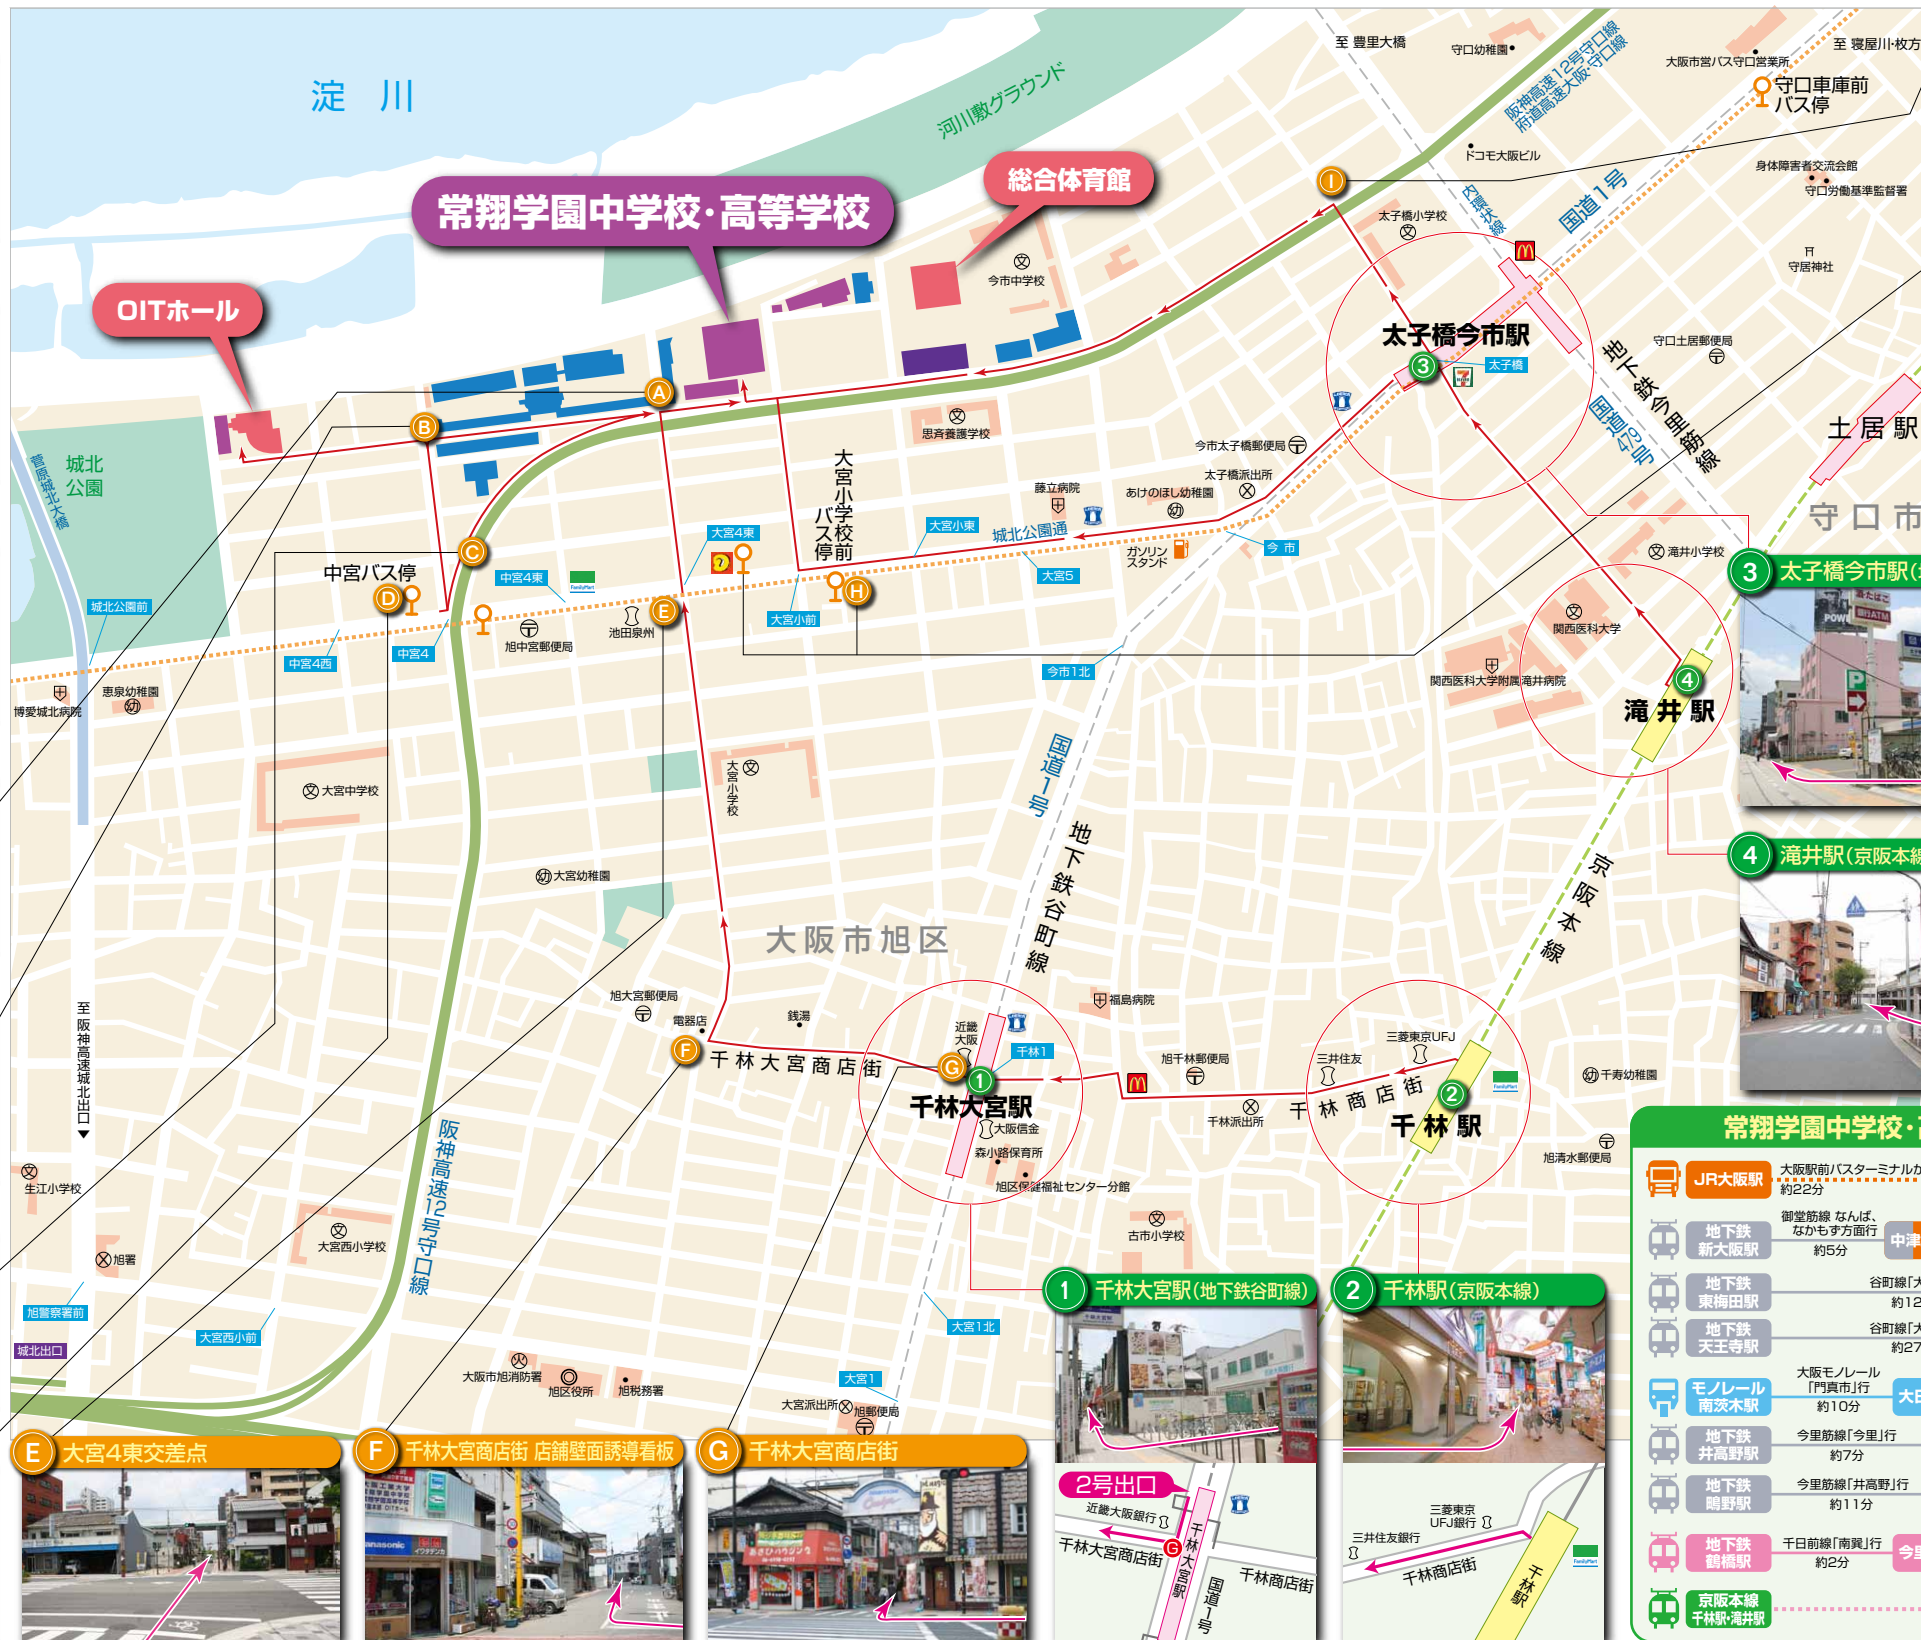 淀川
河川敷グラウンド
至 豊里大橋
守口幼稚園
阪神高速12号守口線
府道高速大阪・守口線
大阪市営バス守口営業所
至 寝屋川・枚方
守口車庫前
バス停
ドコモ大阪ビル
身体障害者交流会館
守口労働基準監督署
総合体育館
常翔学園中学校・高等学校
OITホール
今市中学校
I
太子橋小学校
内環状線
国道1号
守居神社
太子橋今市駅
3
太子橋
地下鉄今里筋線
国道479号
守口土居郵便局
土居駅
守口市
A
B
城北
公園
菅原城北大橋
思斉養護学校
今市太子橋郵便局
太子橋派出所
大宮小学校前
バス停
藤立病院
あけのほし幼稚園
大宮4東
大宮小東
城北公園通
ガソリン
スタンド
今市
滝井小学校
C
中宮バス停
D
中宮4東
FamilyMart
大宮5
E
H
大宮小前
城北公園前
池田泉州
旭中宮郵便局
中宮4西
中宮4
今市1北
関西医科大学
関西医科大学附属滝井病院
4
滝井駅
恵泉幼稚園
博愛城北病院
国道1号
大宮小学校
大宮中学校
地下鉄谷町線
京阪本線
大宮幼稚園
大阪市旭区
3 太子橋今市駅(
4 滝井駅(京阪本線
至 阪神高速城北出口
旭大宮郵便局
電器店
銭湯
F
千林大宮商店街
近畿
大阪
G
1
千林1
千林大宮駅
大阪信金
森小路保育所
旭区保健福祉センター分館
福島病院
旭千林郵便局
三井住友
三菱東京UFJ
2
FamilyMart
千寿幼稚園
千林派出所
千林商店街
千林駅
旭清水郵便局
阪神高速12号守口線
生江小学校
大宮西小学校
旭署
旭警察署前
大宮西小前
城北出口
古市小学校
大宮1北
大阪市旭消防署
旭区役所
旭税務署
大宮1
大宮派出所
旭郵便局
E 大宮4東交差点
F 千林大宮商店街 店舗壁面誘導看板
G 千林大宮商店街
1 千林大宮駅(地下鉄谷町線)
2号出口
近畿大阪銀行
千林大宮商店街
G
千林大宮駅
国道1号
千林商店街
2 千林駅(京阪本線)
三菱東京
UFJ銀行
三井住友銀行
千林商店街
千林駅
FamilyMart
常翔学園中学校・
JR大阪駅
大阪駅前バスターミナルか
約22分
地下鉄
新大阪駅
御堂筋線 なんば、
なかもず方面行
約5分
中津
地下鉄
東梅田駅
谷町線「大
約12
地下鉄
天王寺駅
谷町線「大
約27
モノレール
南茨木駅
大阪モノレール
「門真市」行
約10分
大日
地下鉄
井高野駅
今里筋線「今里」行
約7分
地下鉄
鴫野駅
今里筋線「井高野」行
約11分
地下鉄
鶴橋駅
千日前線「南巽」行
約2分
今里
京阪本線
千林駅・滝井駅